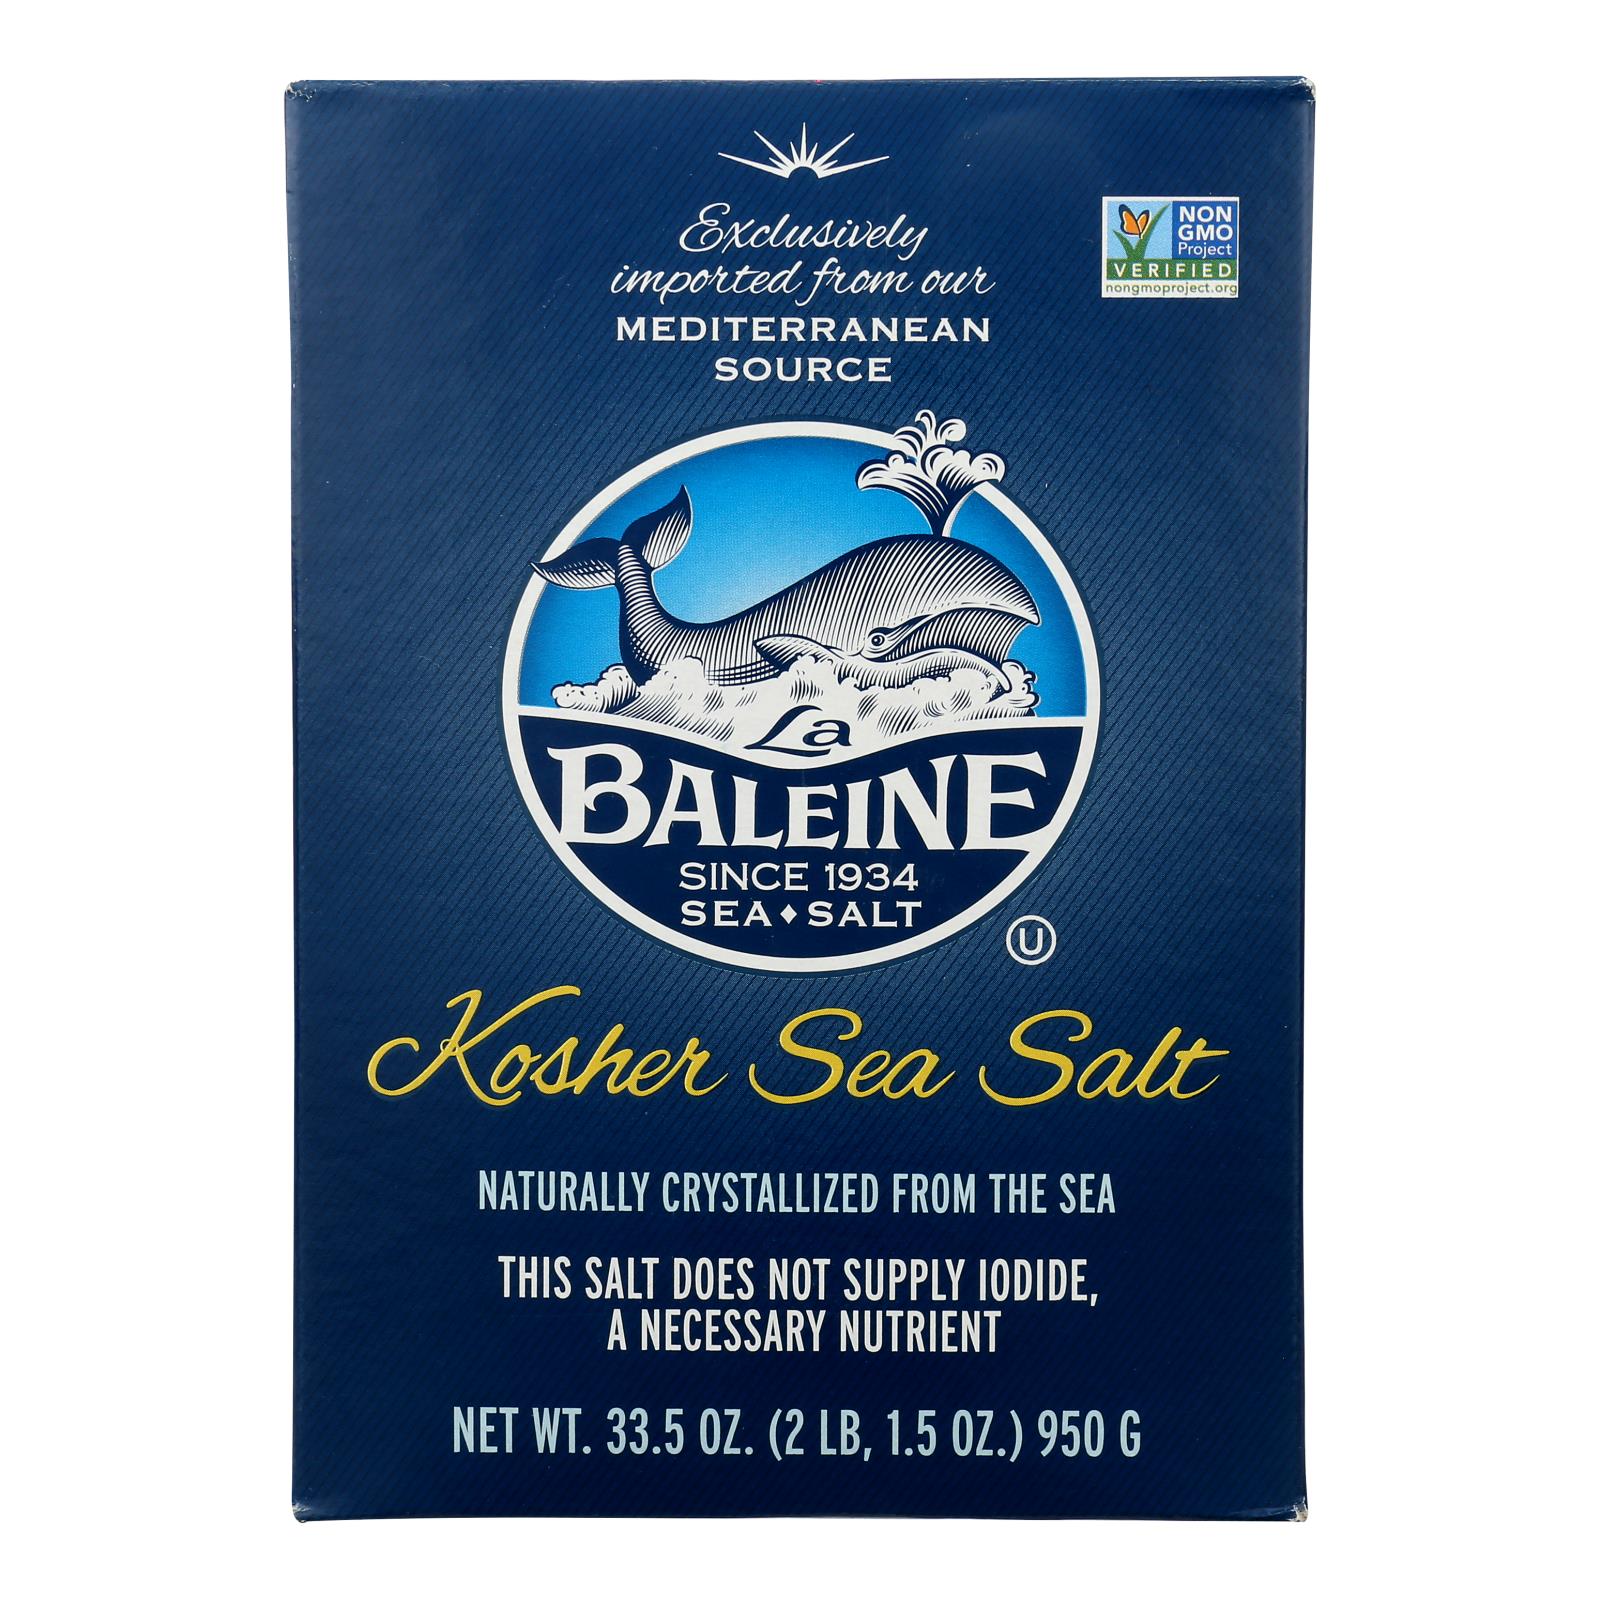 Exclusively
imported from our
MEDITERRANEAN
SOURCE
NON
GMO
Project
VERIFIED
nongmoproject.org
La
BALEINE
SINCE 1934
SEA♦SALT
U
Kosher Sea Salt
NATURALLY CRYSTALLIZED FROM THE SEA
THIS SALT DOES NOT SUPPLY IODIDE,
A NECESSARY NUTRIENT
NET WT. 33.5 OZ. (2 LB, 1.5 OZ.) 950 G